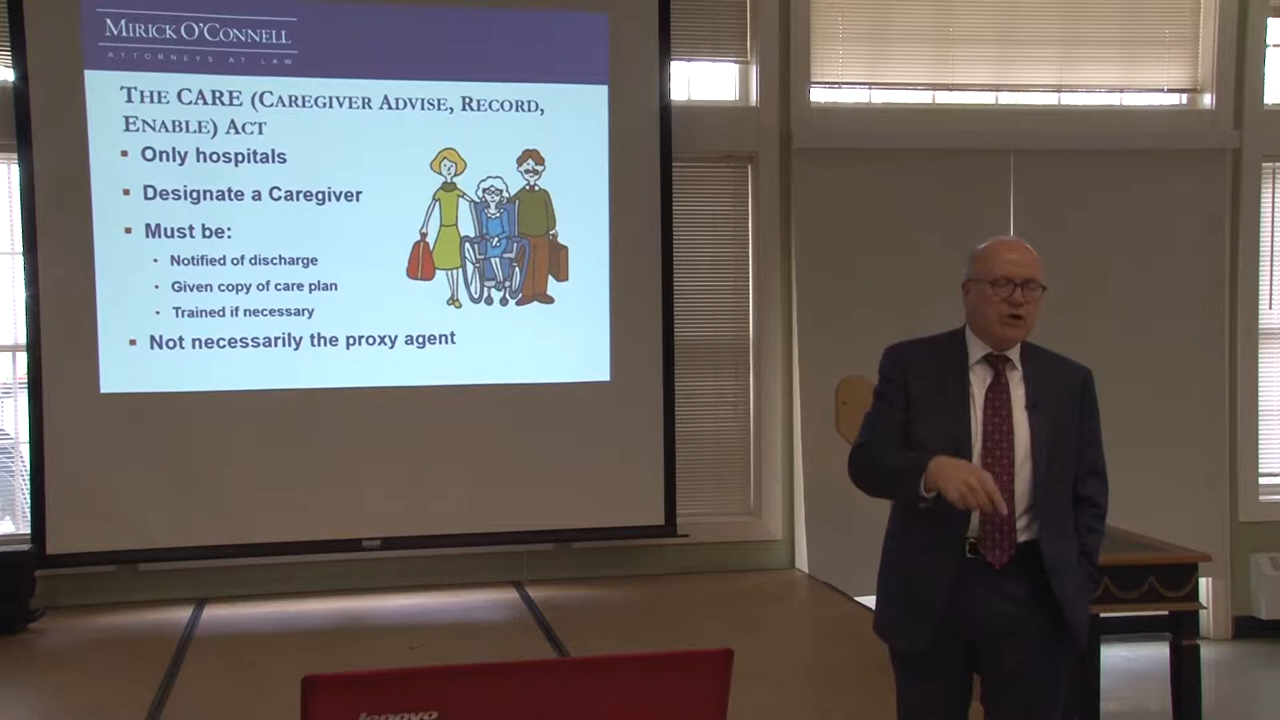 MIRICK O'CONNELL
ATTORNEYS AT LAW
THE CARE (CAREGIVER ADVISE, RECORD,
ENABLE) ACT
▪ Only hospitals
▪ Designate a Caregiver
▪ Must be:
• Notified of discharge
• Given copy of care plan
• Trained if necessary
▪ Not necessarily the proxy agent
lenovo